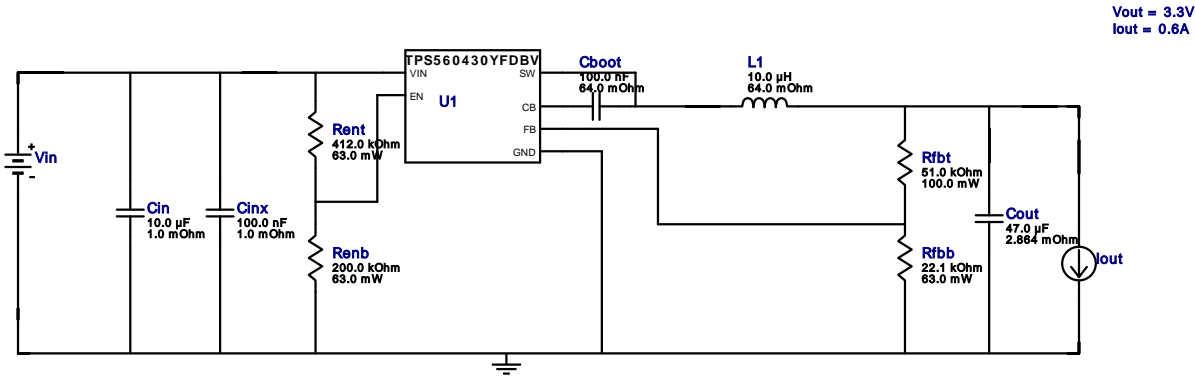 Vout = 3.3V
Iout = 0.6A
TPS560430YFDBV
VIN
SW
EN
U1
CB
FB
GND
Cboot
100.0 nF
64.0 mOhm
L1
10.0 µH
64.0 mOhm
Rent
412.0 kOhm
63.0 mW
+
Vin
-
Cin
10.0 µF
1.0 mOhm
Cinx
100.0 nF
1.0 mOhm
Renb
200.0 kOhm
63.0 mW
Rfbt
51.0 kOhm
100.0 mW
Cout
47.0 µF
2.864 mOhm
Rfbb
22.1 kOhm
63.0 mW
Iout